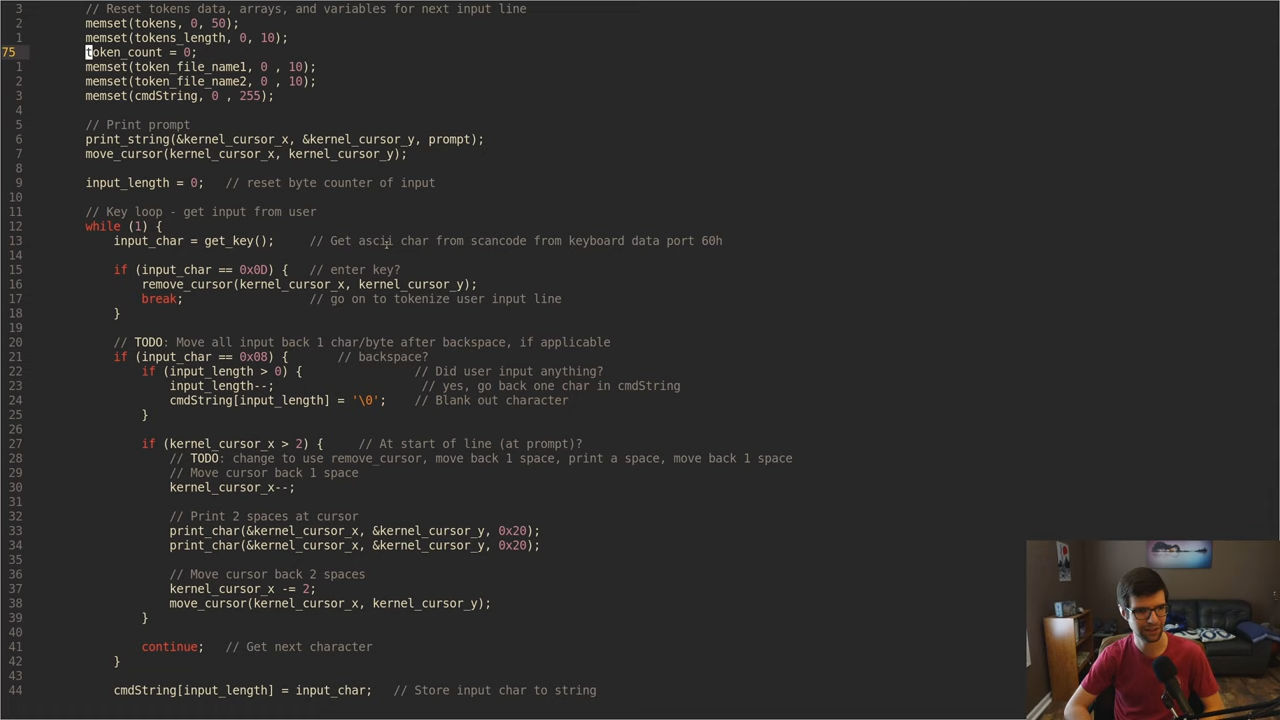 3 // Reset tokens data, arrays, and variables for next input line
2 memset(tokens, 0, 50);
1 memset(tokens_length, 0, 10);
75 token_count = 0;
1 memset(token_file_name1, 0 , 10);
2 memset(token_file_name2, 0 , 10);
3 memset(cmdString, 0 , 255);
4
5 // Print prompt
6 print_string(&kernel_cursor_x, &kernel_cursor_y, prompt);
7 move_cursor(kernel_cursor_x, kernel_cursor_y);
8
9 input_length = 0;   // reset byte counter of input
10
11 // Key loop - get input from user
12 while (1) {
13 input_char = get_key();     // Get ascii char from scancode from keyboard data port 60h
14
15 if (input_char == 0x0D) {   // enter key?
16 remove_cursor(kernel_cursor_x, kernel_cursor_y);
17 break;                  // go on to tokenize user input line
18 }
19
20 // TODO: Move all input back 1 char/byte after backspace, if applicable
21 if (input_char == 0x08) {       // backspace?
22 if (input_length > 0) {                // Did user input anything?
23 input_length--;                     // yes, go back one char in cmdString
24 cmdString[input_length] = '\0';    // Blank out character
25 }
26
27 if (kernel_cursor_x > 2) {     // At start of line (at prompt)?
28 // TODO: change to use remove_cursor, move back 1 space, print a space, move back 1 space
29 // Move cursor back 1 space
30 kernel_cursor_x--;
31
32 // Print 2 spaces at cursor
33 print_char(&kernel_cursor_x, &kernel_cursor_y, 0x20);
34 print_char(&kernel_cursor_x, &kernel_cursor_y, 0x20);
35
36 // Move cursor back 2 spaces
37 kernel_cursor_x -= 2;
38 move_cursor(kernel_cursor_x, kernel_cursor_y);
39 }
40
41 continue;   // Get next character
42 }
43
44 cmdString[input_length] = input_char;   // Store input char to string